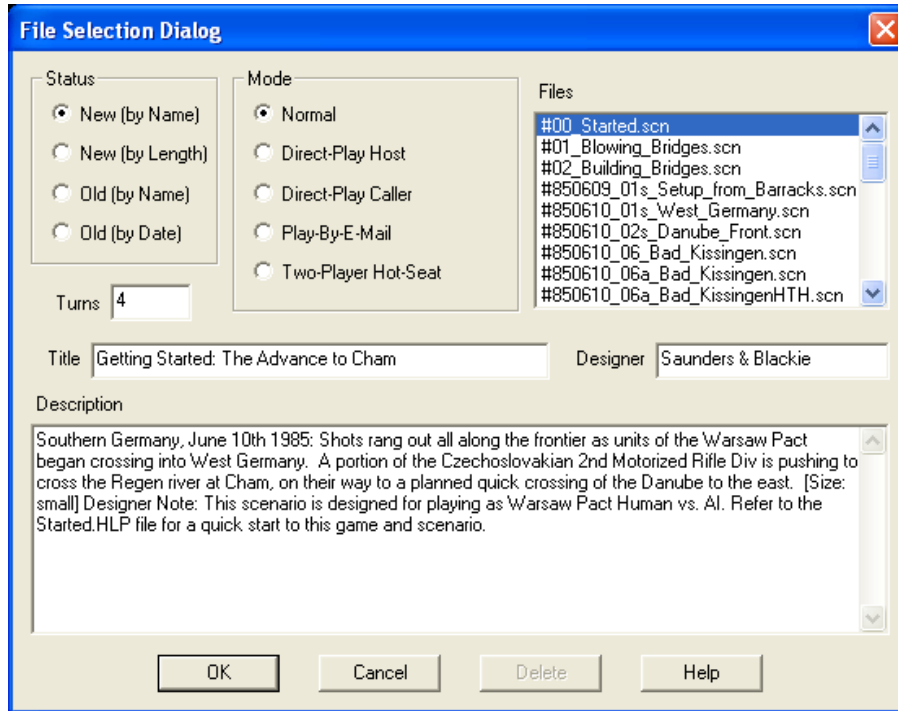 File Selection Dialog
Status
New (by Name)
New (by Length)
Old (by Name)
Old (by Date)
Turns 4
Mode
Normal
Direct-Play Host
Direct-Play Caller
Play-By-E-Mail
Two-Player Hot-Seat
Files
#00_Started.scn
#01_Blowing_Bridges.scn
#02_Building_Bridges.scn
#850609_01s_Setup_from_Barracks.scn
#850610_01s_West_Germany.scn
#850610_02s_Danube_Front.scn
#850610_06_Bad_Kissingen.scn
#850610_06a_Bad_Kissingen.scn
#850610_06a_Bad_KissingenHTH.scn
Title Getting Started: The Advance to Cham
Designer Saunders & Blackie
Description
Southern Germany, June 10th 1985: Shots rang out all along the frontier as units of the Warsaw Pact
began crossing into West Germany.  A portion of the Czechoslovakian 2nd Motorized Rifle Div is pushing to
cross the Regen river at Cham, on their way to a planned quick crossing of the Danube to the east.  [Size:
small] Designer Note: This scenario is designed for playing as Warsaw Pact Human vs. AI. Refer to the
Started.HLP file for a quick start to this game and scenario.
OK
Cancel
Delete
Help